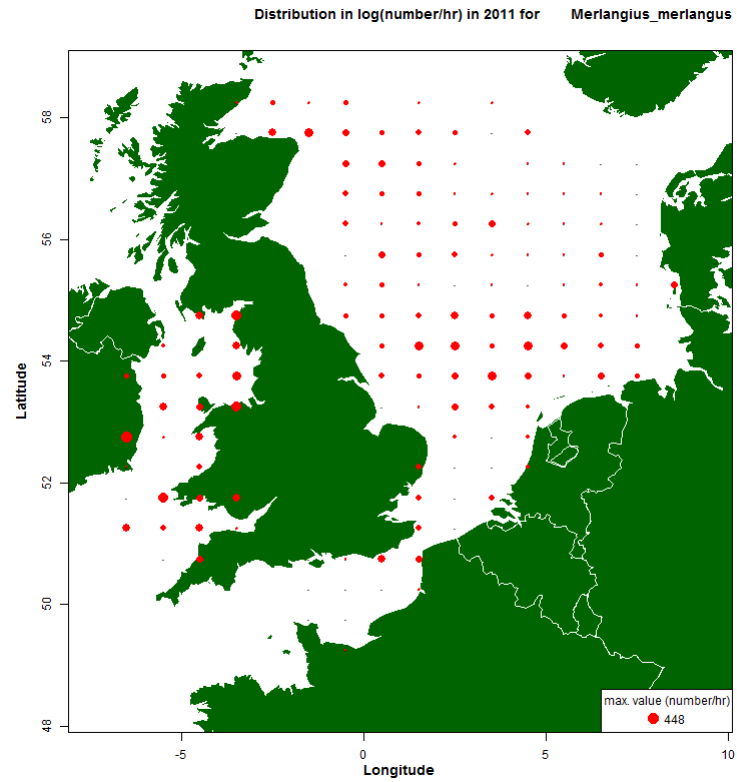 Distribution in log(number/hr) in 2011 for Merlangius_merlangus
58
56
54
52
50
48
Latitude
-5 0 5 10
Longitude
max. value (number/hr)
448